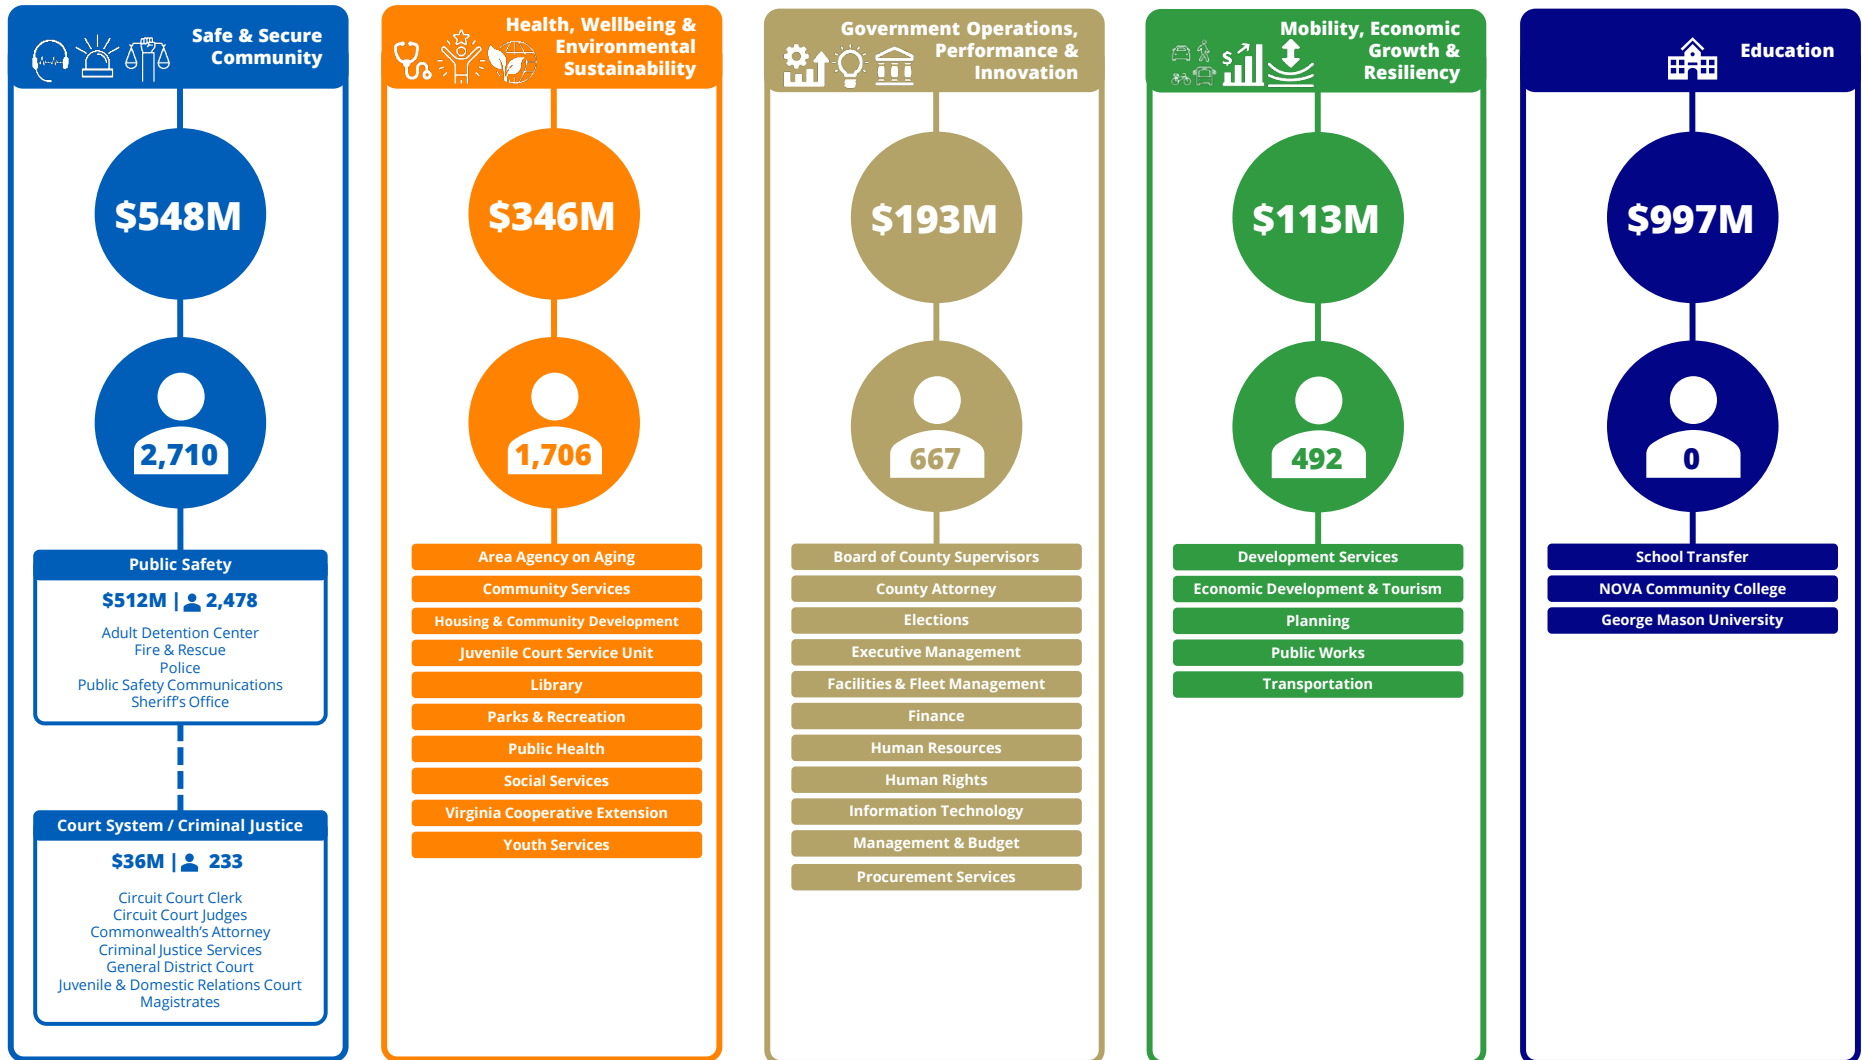 Safe & Secure
Community
$548M
2,710
Public Safety
$512M | 2,478
Adult Detention Center
Fire & Rescue
Police
Public Safety Communications
Sheriff's Office
Court System / Criminal Justice
$36M | 233
Circuit Court Clerk
Circuit Court Judges
Commonwealth's Attorney
Criminal Justice Services
General District Court
Juvenile & Domestic Relations Court
Magistrates
Health, Wellbeing &
Environmental
Sustainability
$346M
1,706
Area Agency on Aging
Community Services
Housing & Community Development
Juvenile Court Service Unit
Library
Parks & Recreation
Public Health
Social Services
Virginia Cooperative Extension
Youth Services
Government Operations,
Performance &
Innovation
$193M
667
Board of County Supervisors
County Attorney
Elections
Executive Management
Facilities & Fleet Management
Finance
Human Resources
Human Rights
Information Technology
Management & Budget
Procurement Services
Mobility, Economic
Growth &
Resiliency
$
$113M
492
Development Services
Economic Development & Tourism
Planning
Public Works
Transportation
Education
$997M
0
School Transfer
NOVA Community College
George Mason University